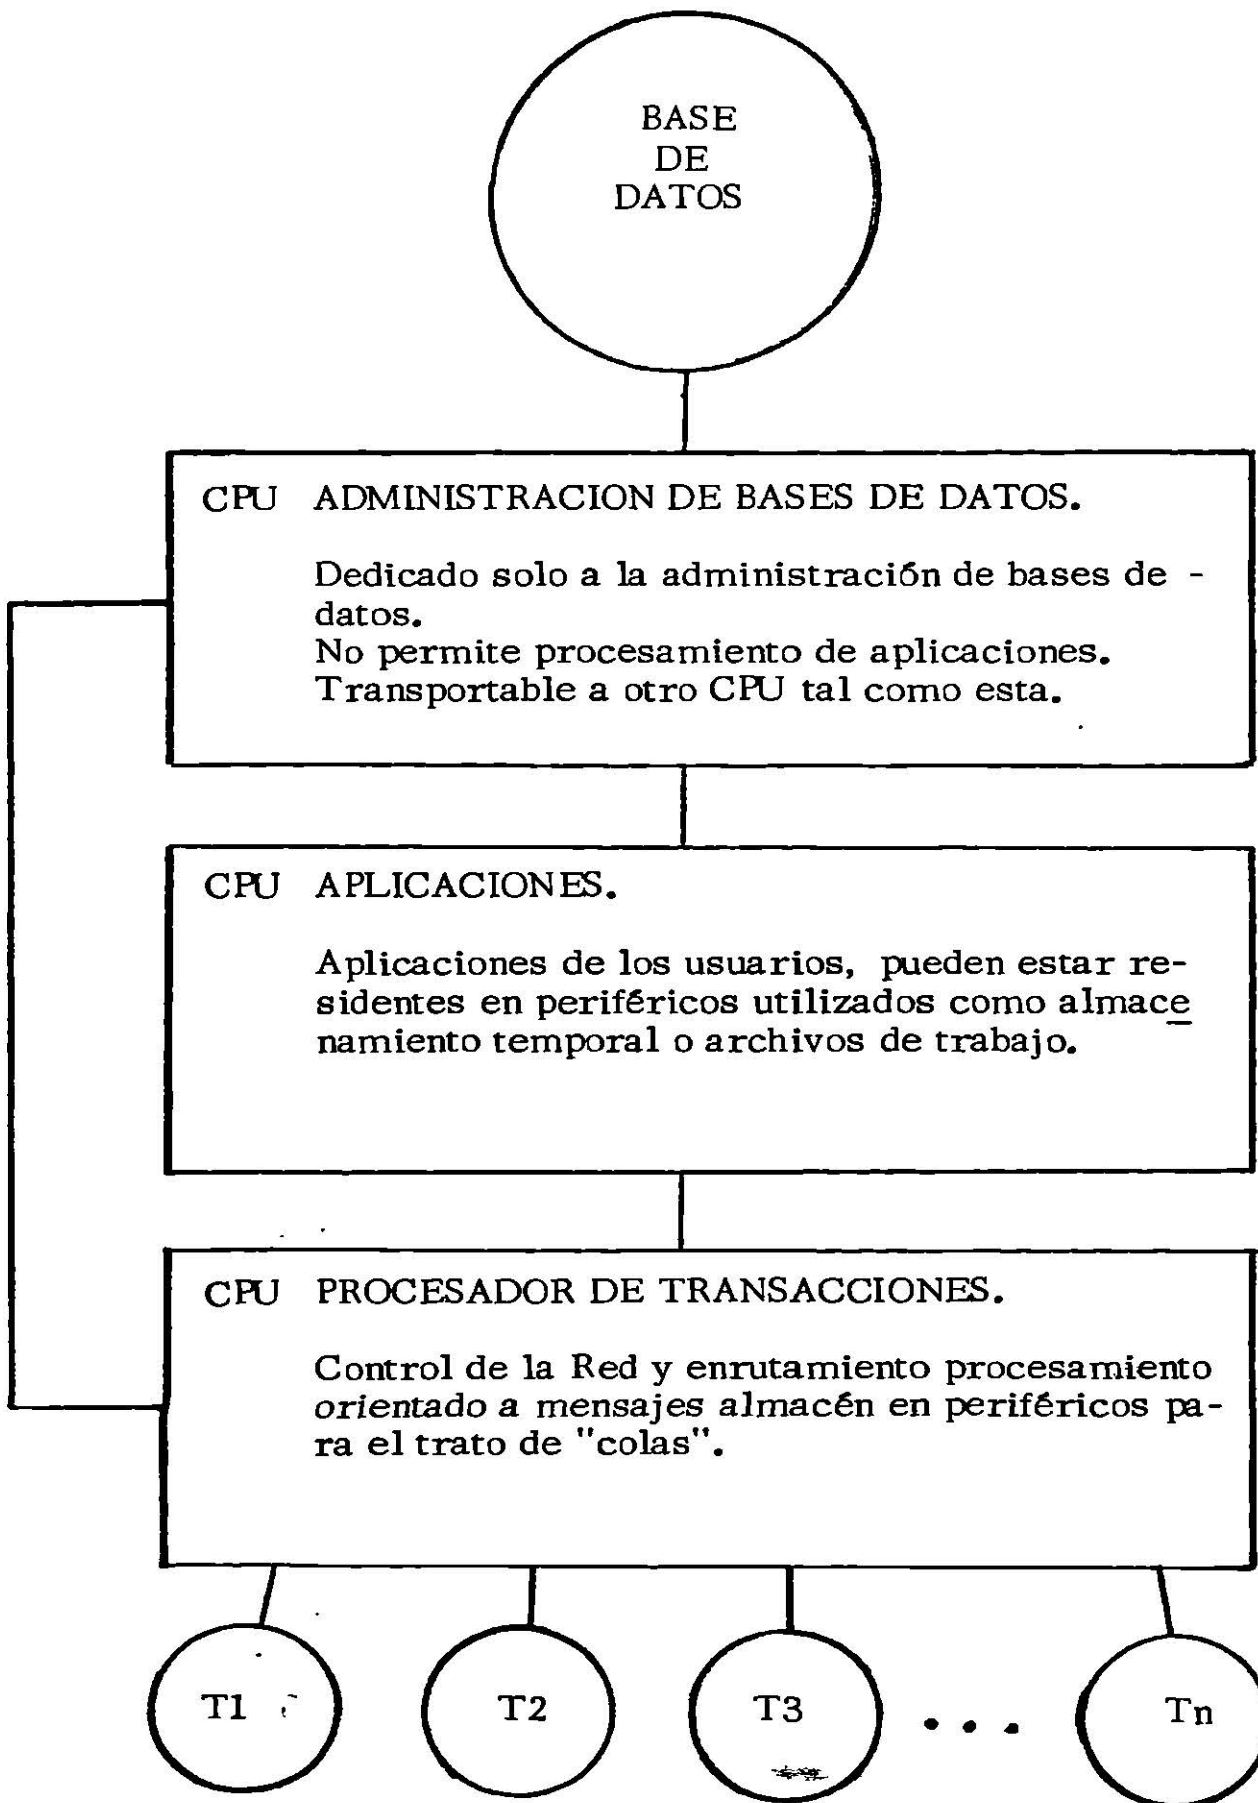 BASE
DE
DATOS
CPU ADMINISTRACION DE BASES DE DATOS.
Dedicado solo a la administración de bases de -
datos.
No permite procesamiento de aplicaciones.
Transportable a otro CPU tal como esta.
CPU APLICACIONES.
Aplicaciones de los usuarios, pueden estar re-
sidentes en periféricos utilizados como almace
namiento temporal o archivos de trabajo.
CPU PROCESADOR DE TRANSACCIONES.
Control de la Red y enrutamiento procesamiento
orientado a mensajes almacén en periféricos pa-
ra el trato de "colas".
T1 T2 T3 ... Tn